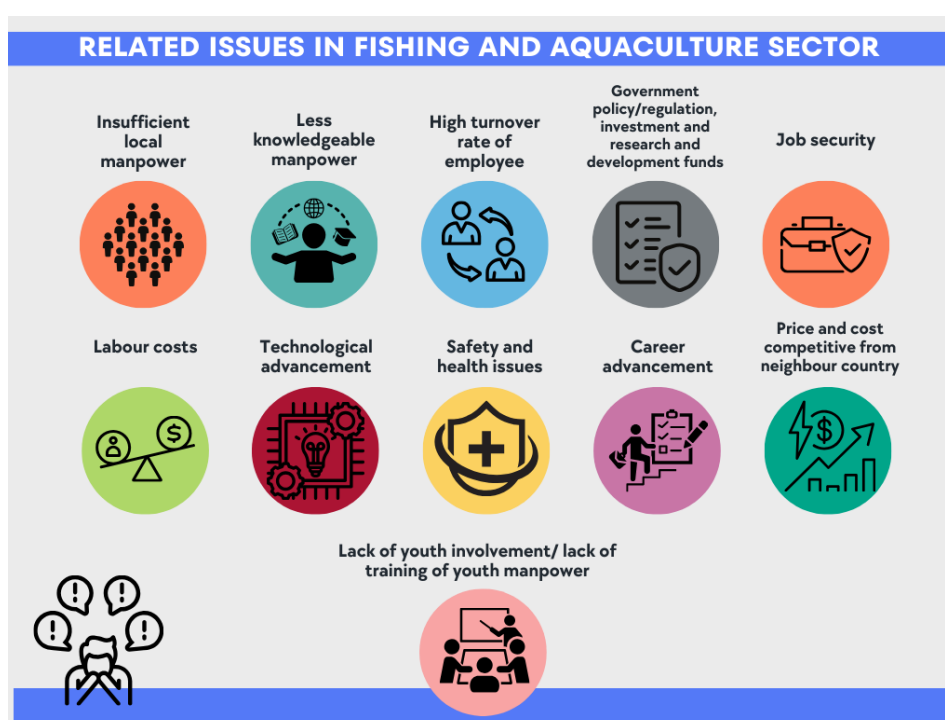 RELATED ISSUES IN FISHING AND AQUACULTURE SECTOR
Insufficient
local
manpower
Less
knowledgeable
manpower
High turnover
rate of
employee
Government
policy/regulation,
investment and
research and
development funds
Job security
Labour costs
Technological
advancement
Safety and
health issues
Career
advancement
Price and cost
competitive from
neighbour country
Lack of youth involvement/ lack of
training of youth manpower